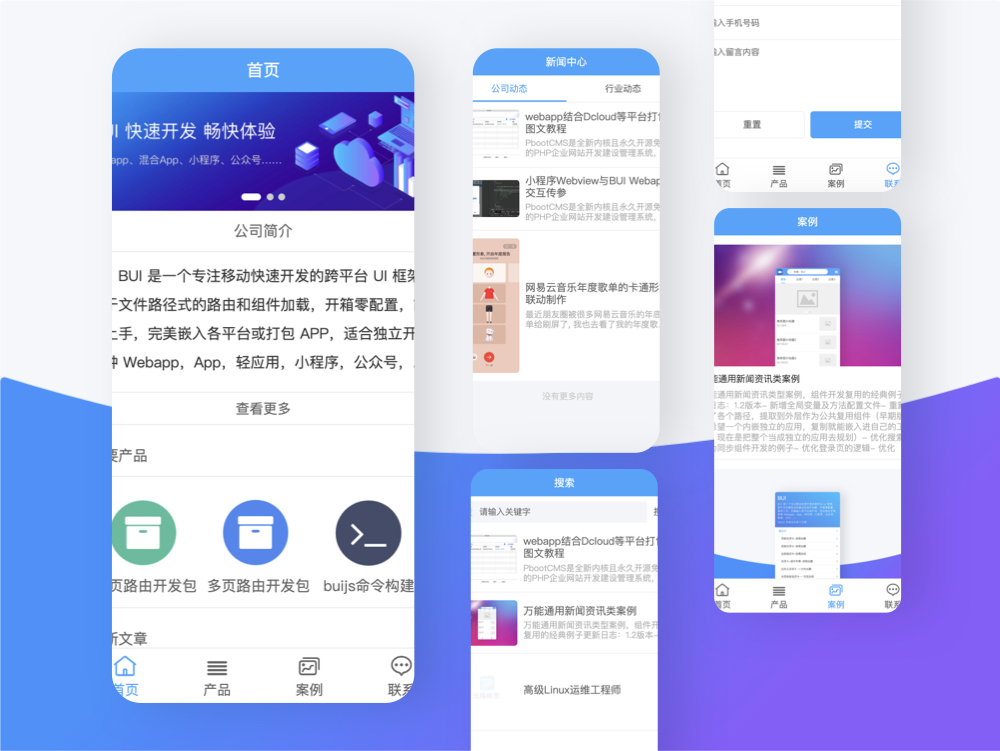 首页
UI 快速开发 畅快体验
app、混合App、小程序、公众号……
公司简介
BUI 是一个专注移动快速开发的跨平台 UI 框架
于文件路径式的路由和组件加载，开箱零配置，
上手，完美嵌入各平台或打包 APP，适合独立开
Webapp，App，轻应用，小程序，公众号，
查看更多
要产品
页路由开发包
多页路由开发包
buijs命令构建
新文章
首页
产品
案例
联系
新闻中心
公司动态
行业动态
webapp结合Dcloud等平台打包
图文教程
PbootCMS是全新内核且永久开源免
的PHP企业网站开发建设管理系统，
小程序Webview与BUI Webapp
交互传参
PbootCMS是全新内核且永久开源免
的PHP企业网站开发建设管理系统，
网易云音乐年度歌单的卡通形
联动制作
最近朋友圈被很多网易云音乐的年度
单给刷屏了, 我也去看了我的年度歌
没有更多内容
搜索
请输入关键字
webapp结合Dcloud等平台打包
图文教程
PbootCMS是全新内核且永久开源免
的PHP企业网站开发建设管理系统，
万能通用新闻资讯类案例
万能通用新闻资讯类型案例，组件开
复用的经典例子更新日志：1.2版本–
高级Linux运维工程师
输入手机号码
输入留言内容
重置
提交
首页
产品
案例
联系
案例
能通用新闻资讯类案例
能通用新闻资讯类型案例，组件开发复用的经典例子
日志：1.2版本– 新增全局变量及方法配置文件– 重新
了各个路径，提取到外层作为公共复用组件（早期版
希望一个内嵌独立的应用，复制就能嵌入进自己的工
现在是把整个当成独立的应用去规划）– 优化搜索
同步组件开发的例子– 优化登录页的逻辑– 优化
BUI
首页
产品
案例
联系